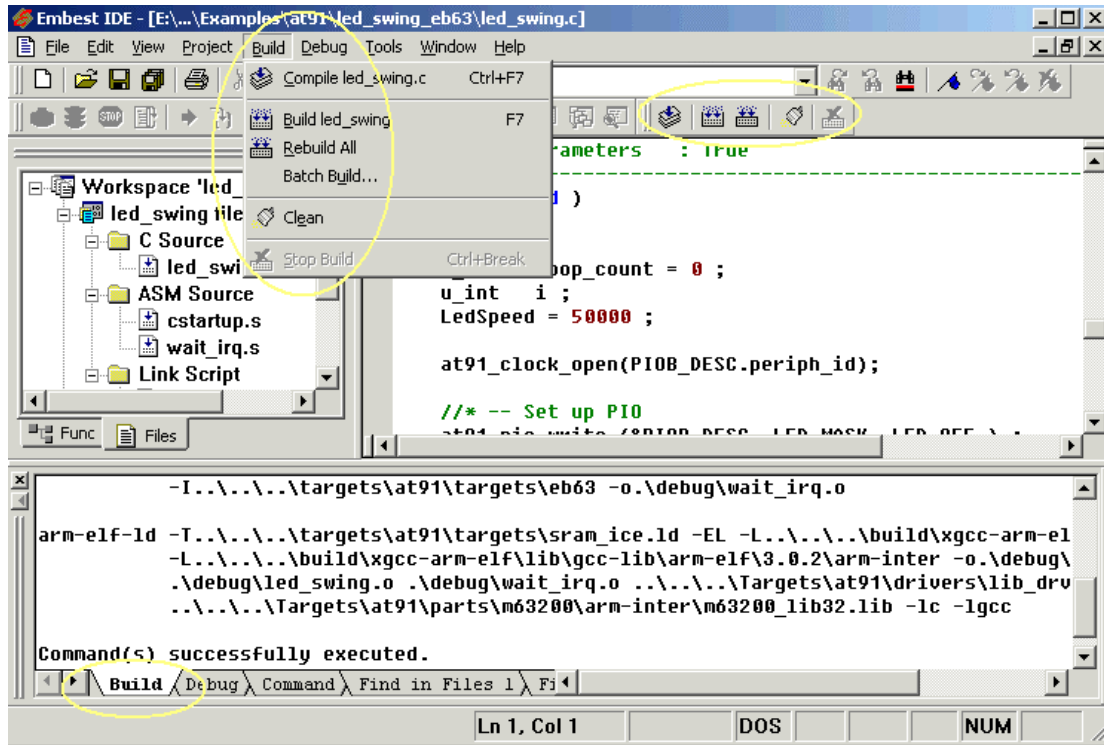 Embest IDE - [E:\...\Examples\at91\led_swing_eb63\led_swing.c]
File Edit View Project Build Debug Tools Window Help
Compile led_swing.c Ctrl+F7
Build led_swing F7
Rebuild All
Batch Build...
Clean
Stop Build Ctrl+Break
STOP
Workspace 'led_
led_swing file
C Source
led_swi
ASM Source
cstartup.s
wait_irq.s
Link Script
Func Files
rameters : True
)
oop_count = 0 ;
u_int i ;
LedSpeed = 50000 ;
at91_clock_open(PIOB_DESC.periph_id);
//* -- Set up PIO
at91_pio_write (&PIOB_DESC, LED_MASK, LED_OFF ) ;
-I..\..\..\targets\at91\targets\eb63 -o.\debug\wait_irq.o
arm-elf-ld -T..\..\..\targets\at91\targets\sram_ice.ld -EL -L..\..\..\build\xgcc-arm-el
-L..\..\..\build\xgcc-arm-elf\lib\gcc-lib\arm-elf\3.0.2\arm-inter -o.\debug\
.\debug\led_swing.o .\debug\wait_irq.o ..\..\..\Targets\at91\drivers\lib_drv
..\..\..\Targets\at91\parts\m63200\arm-inter\m63200_lib32.lib -lc -lgcc
Command(s) successfully executed.
Build Debug Command Find in Files 1 Fi
Ln 1, Col 1 DOS NUM